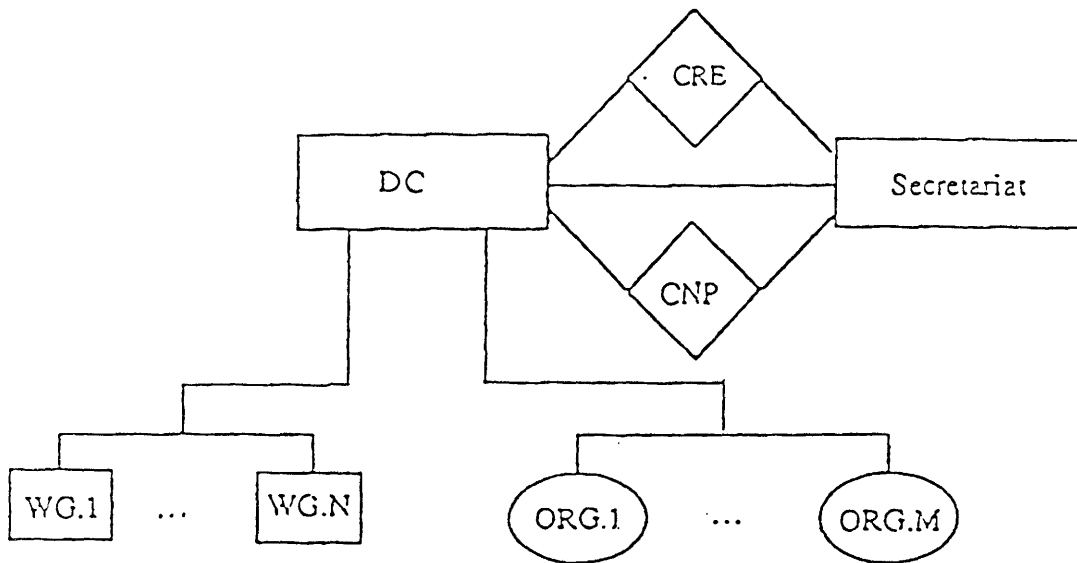 CRE
DC
Secretariat
CNP
WG.1 ... WG.N ORG.1 ... ORG.M